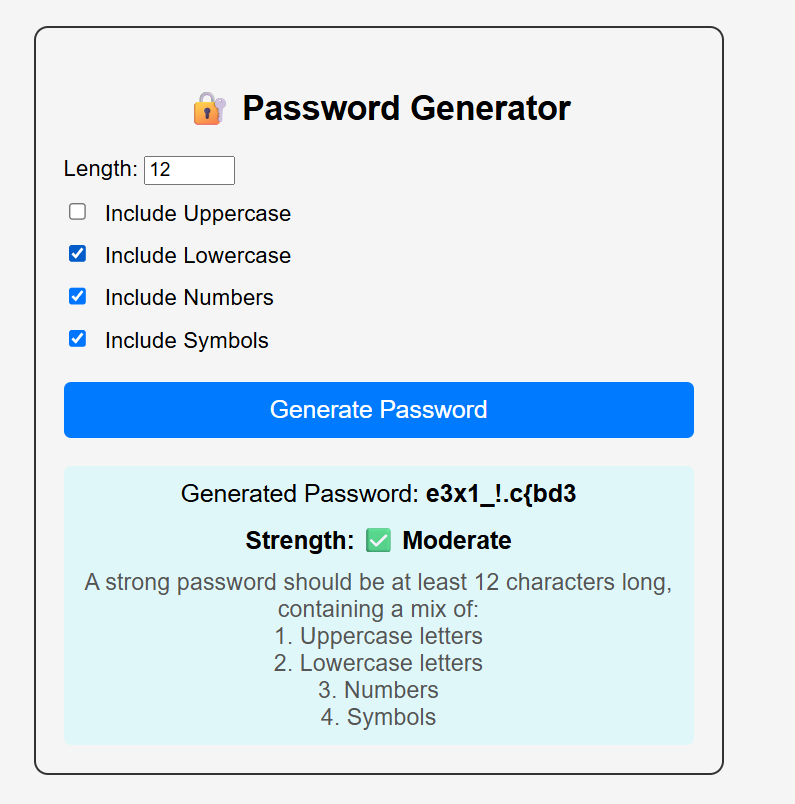 🔐 Password Generator
Length: 12
Include Uppercase
Include Lowercase
Include Numbers
Include Symbols
Generate Password
Generated Password: e3x1_!.c{bd3
Strength: ✅ Moderate
A strong password should be at least 12 characters long,
containing a mix of:
1. Uppercase letters
2. Lowercase letters
3. Numbers
4. Symbols